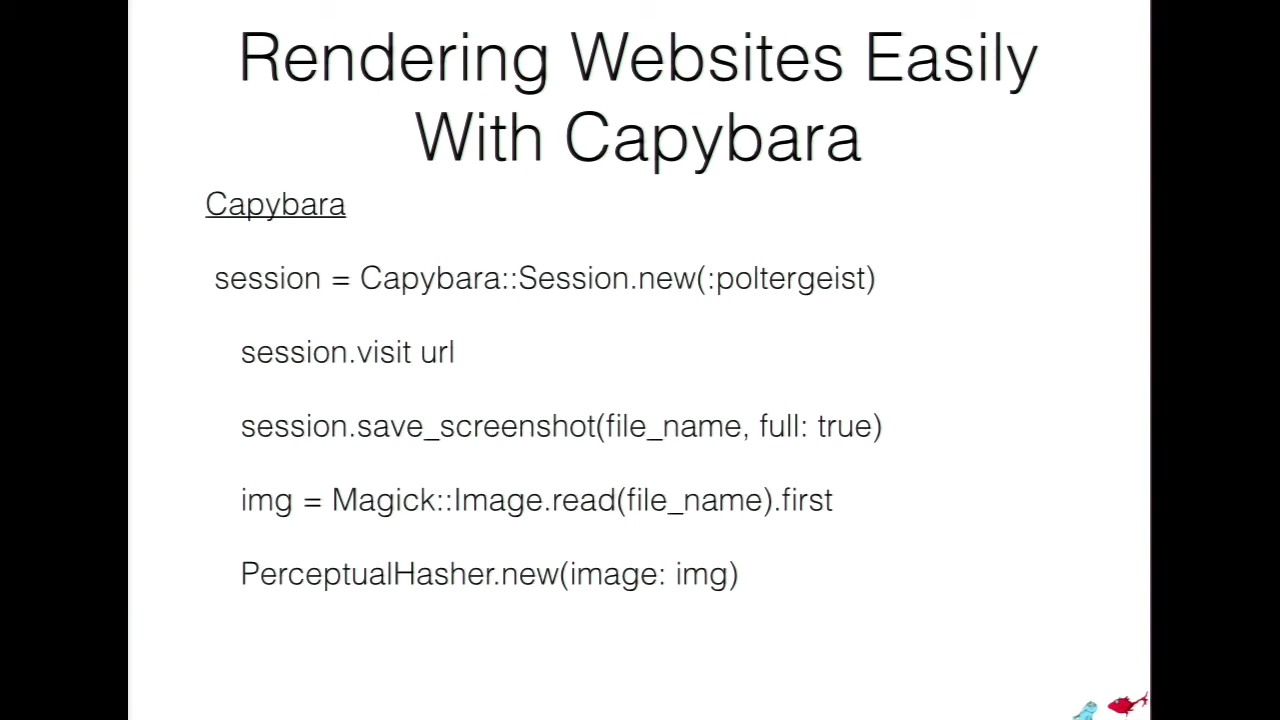 Rendering Websites Easily
With Capybara
Capybara
session = Capybara::Session.new(:poltergeist)
session.visit url
session.save_screenshot(file_name, full: true)
img = Magick::Image.read(file_name).first
PerceptualHasher.new(image: img)